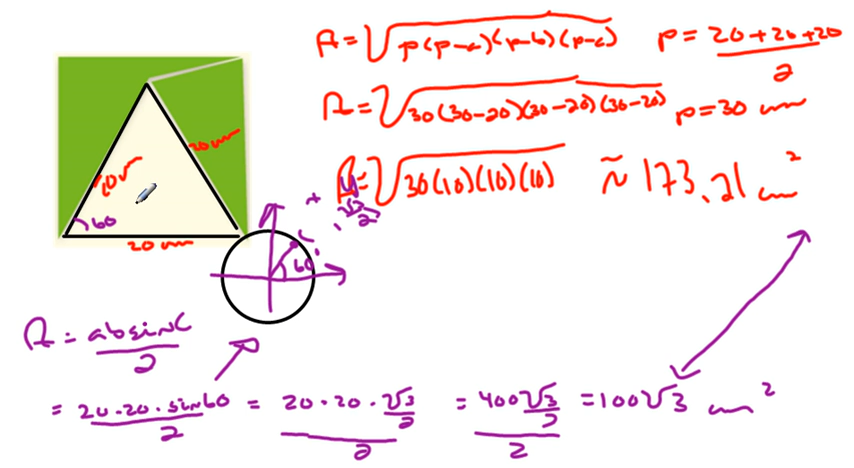 A = √p(p-a)(p-b)(p-c)   p = (20+20+20)/2
A = √30(30-20)(30-20)(30-20)   p = 30 cm
A = √30(10)(10)(10)   ≈ 173.21 cm²
20 cm
20 cm
60
20 cm
+ y
√3/2
60
A = absinC/2
= 20·20·sin60/2 = 20·20·√3/2/2 = 400√3/2/2 = 100√3 cm²